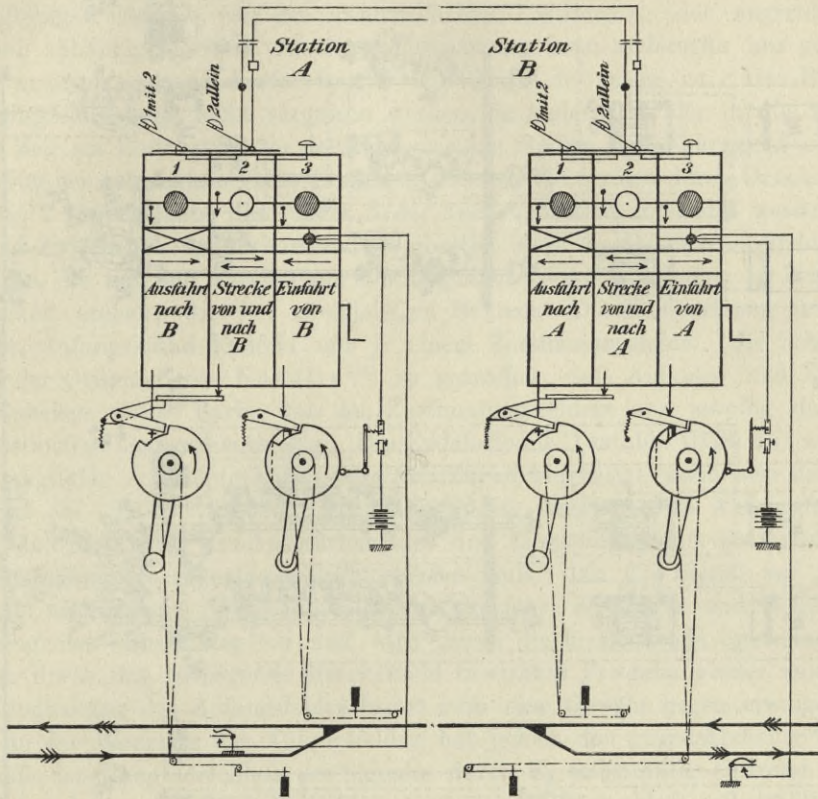 Station
A
Station
B
1 mit 2
2 allein
1 mit 2
2 allein
1 2 3
1 2 3
Ausfahrt
nach
B
Strecke
von und
nach
B
Einfahrt
von
B
Ausfahrt
nach
A
Strecke
von und
nach
A
Einfahrt
von
A